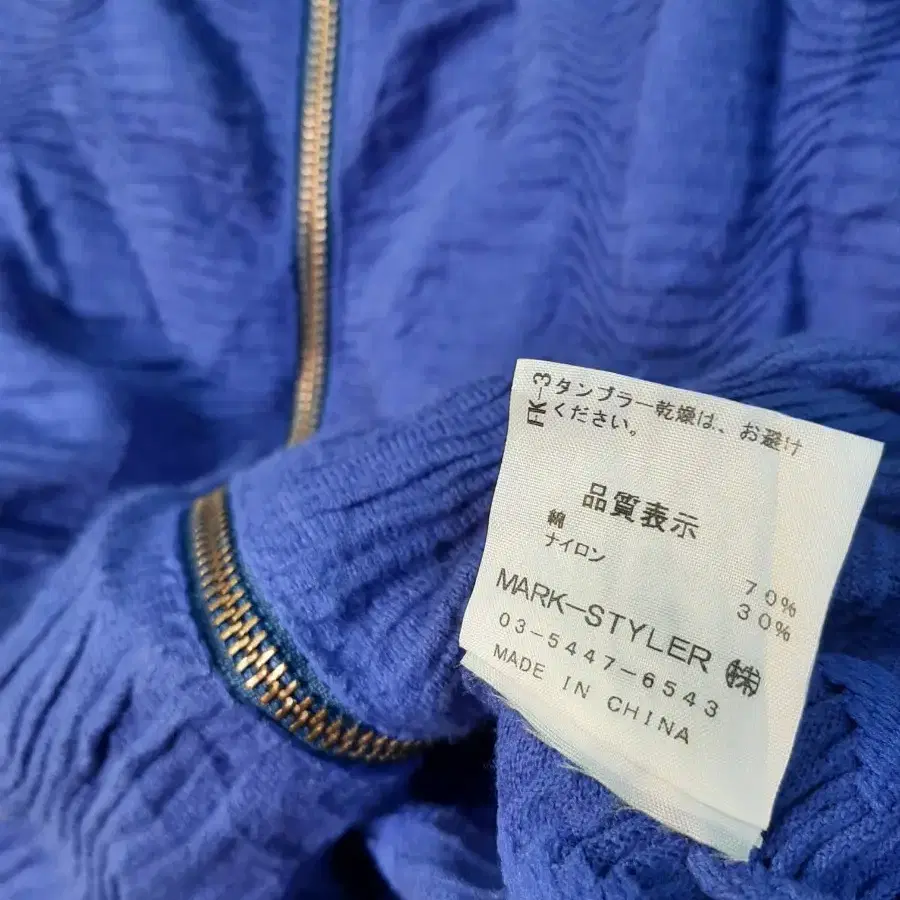 FK-3
タンブラー乾燥は、お避け
ください。
品質表示
綿 70%
ナイロン 30%
MARK-STYLER ㈱
03-5447-6543
MADE IN CHINA